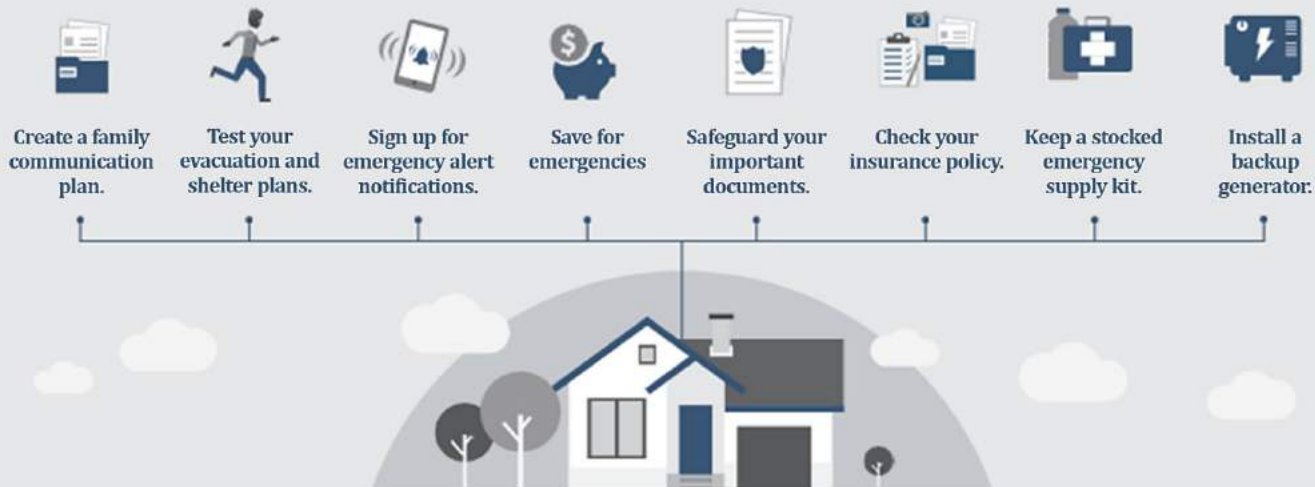 Create a family
communication
plan.
Test your
evacuation and
shelter plans.
Sign up for
emergency alert
notifications.
Save for
emergencies
Safeguard your
important
documents.
Check your
insurance policy.
Keep a stocked
emergency
supply kit.
Install a
backup
generator.